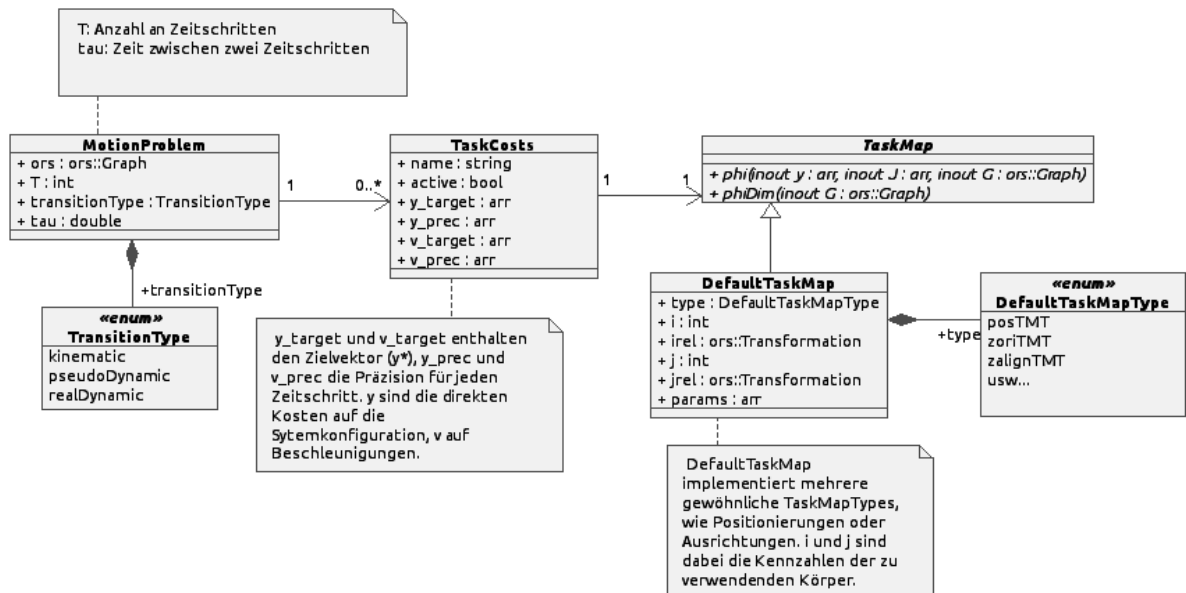 T: Anzahl an Zeitschritten
tau: Zeit zwischen zwei Zeitschritten
MotionProblem
+ ors : ors::Graph
+ T : int
+ transitionType : TransitionType
+ tau : double
1
0..*
TaskCosts
+ name : string
+ active : bool
+ y_target : arr
+ y_prec : arr
+ v_target : arr
+ v_prec : arr
1
1
TaskMap
+ phi(inout y : arr, inout J : arr, inout G : ors::Graph)
+ phiDim(inout G : ors::Graph)
+transitionType
«enum»
TransitionType
kinematic
pseudoDynamic
realDynamic
y_target und v_target enthalten
den Zielvektor (y*), y_prec und
v_prec die Präzision für jeden
Zeitschritt. y sind die direkten
Kosten auf die
Sytemkonfiguration, v auf
Beschleunigungen.
DefaultTaskMap
+ type : DefaultTaskMapType
+ i : int
+ irel : ors::Transformation
+ j : int
+ jrel : ors::Transformation
+ params : arr
+type
«enum»
DefaultTaskMapType
posTMT
zoriTMT
zalignTMT
usw...
DefaultTaskMap
implementiert mehrere
gewöhnliche TaskMapTypes,
wie Positionierungen oder
Ausrichtungen. i und j sind
dabei die Kennzahlen der zu
verwendenden Körper.